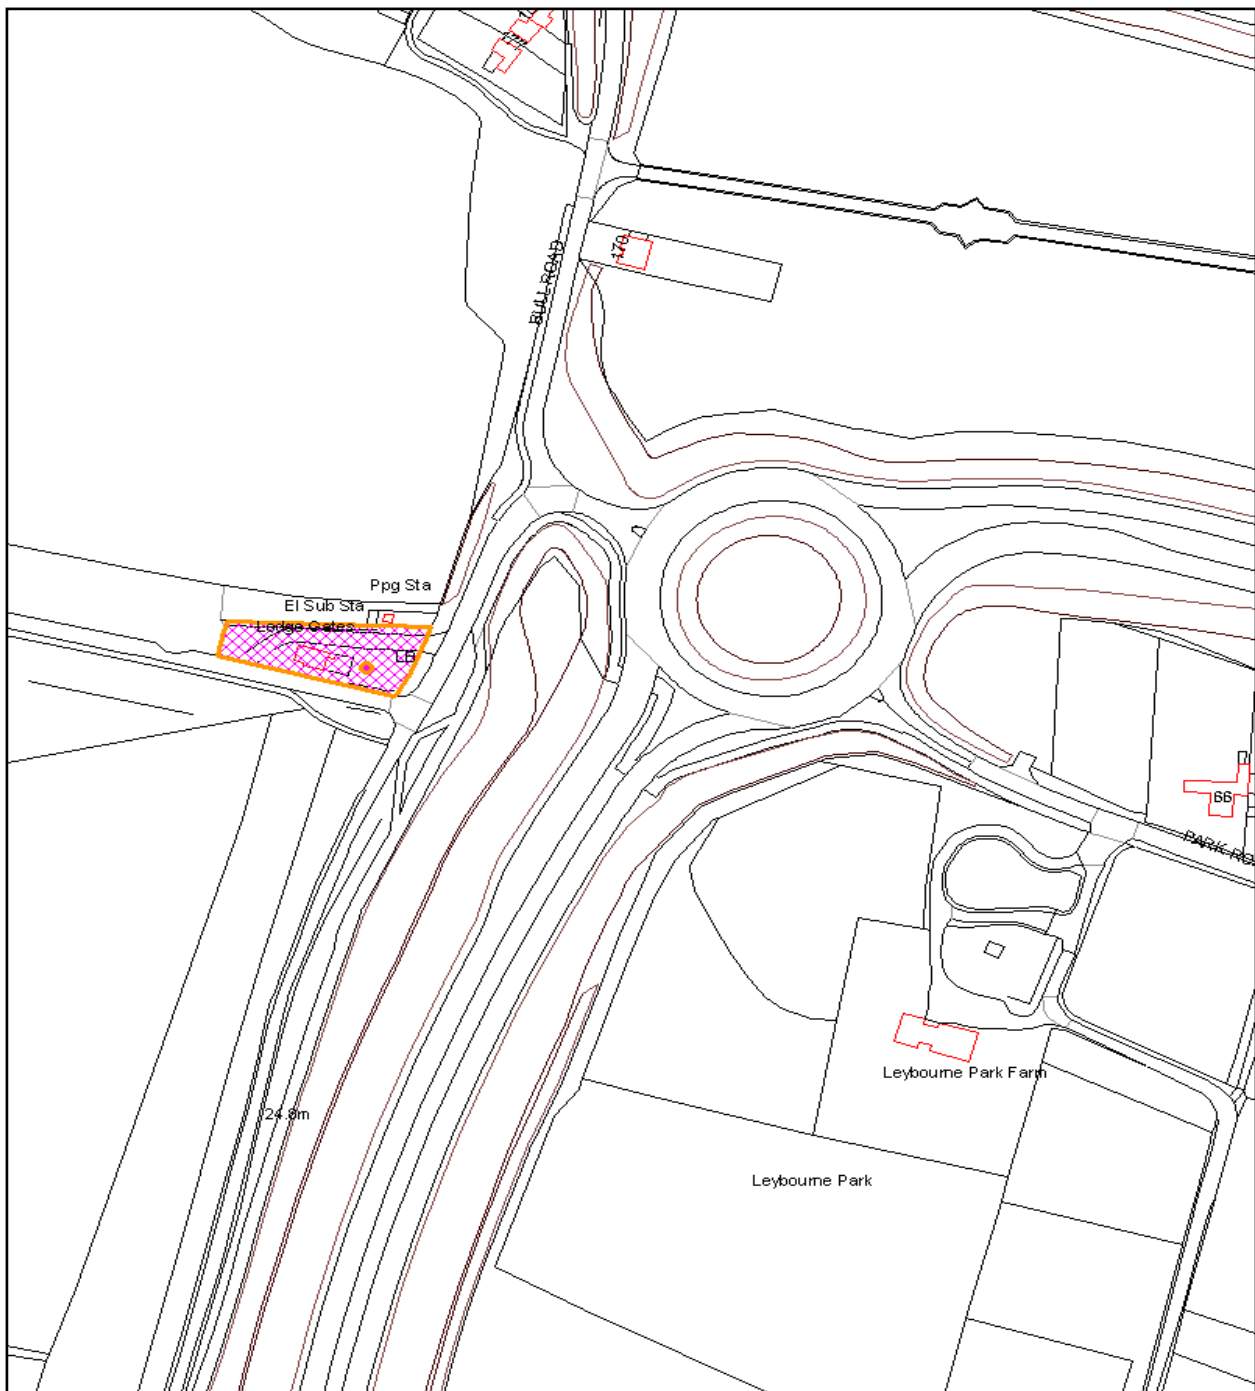 BULL ROAD
170
Ppg Sta
El Sub Sta
Lodge Gates
LB
66
PARK RO
Leybourne Park Farm
24.8m
Leybourne Park